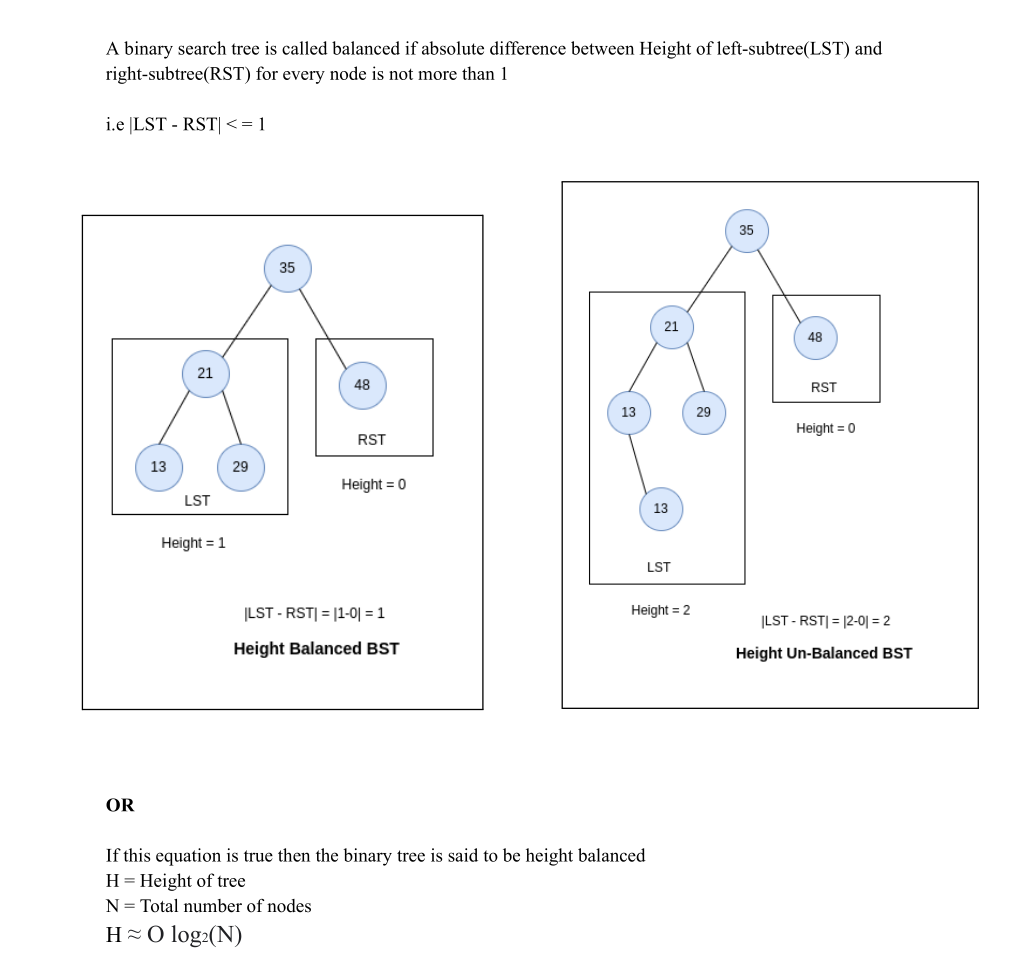 A binary search tree is called balanced if absolute difference between Height of left-subtree(LST) and
right-subtree(RST) for every node is not more than 1
i.e |LST - RST| < = 1
35
21
48
RST
13
29
LST
Height = 0
Height = 1
|LST - RST| = |1-0| = 1
Height Balanced BST
35
21
48
RST
13
29
Height = 0
13
LST
Height = 2
|LST - RST| = |2-0| = 2
Height Un-Balanced BST
OR
If this equation is true then the binary tree is said to be height balanced
H = Height of tree
N = Total number of nodes
H ≈ O log₂(N)